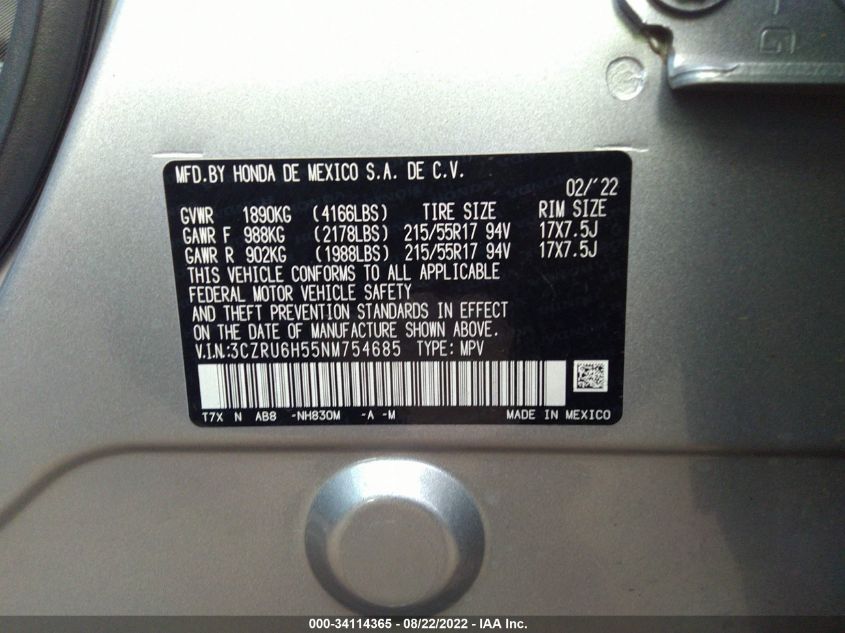 MFD.BY HONDA DE MEXICO S.A. DE C.V.
02/'22
GVWR 1890KG (4166LBS) TIRE SIZE RIM SIZE
GAWR F 988KG (2178LBS) 215/55R17 94V 17X7.5J
GAWR R 902KG (1988LBS) 215/55R17 94V 17X7.5J
THIS VEHICLE CONFORMS TO ALL APPLICABLE
FEDERAL MOTOR VEHICLE SAFETY
AND THEFT PREVENTION STANDARDS IN EFFECT
ON THE DATE OF MANUFACTURE SHOWN ABOVE.
V.I.N.:3CZRU6H55NM754685 TYPE: MPV
T7X N AB8 -NH830M -A -M MADE IN MEXICO
000-34114365 - 08/22/2022 - IAA Inc.